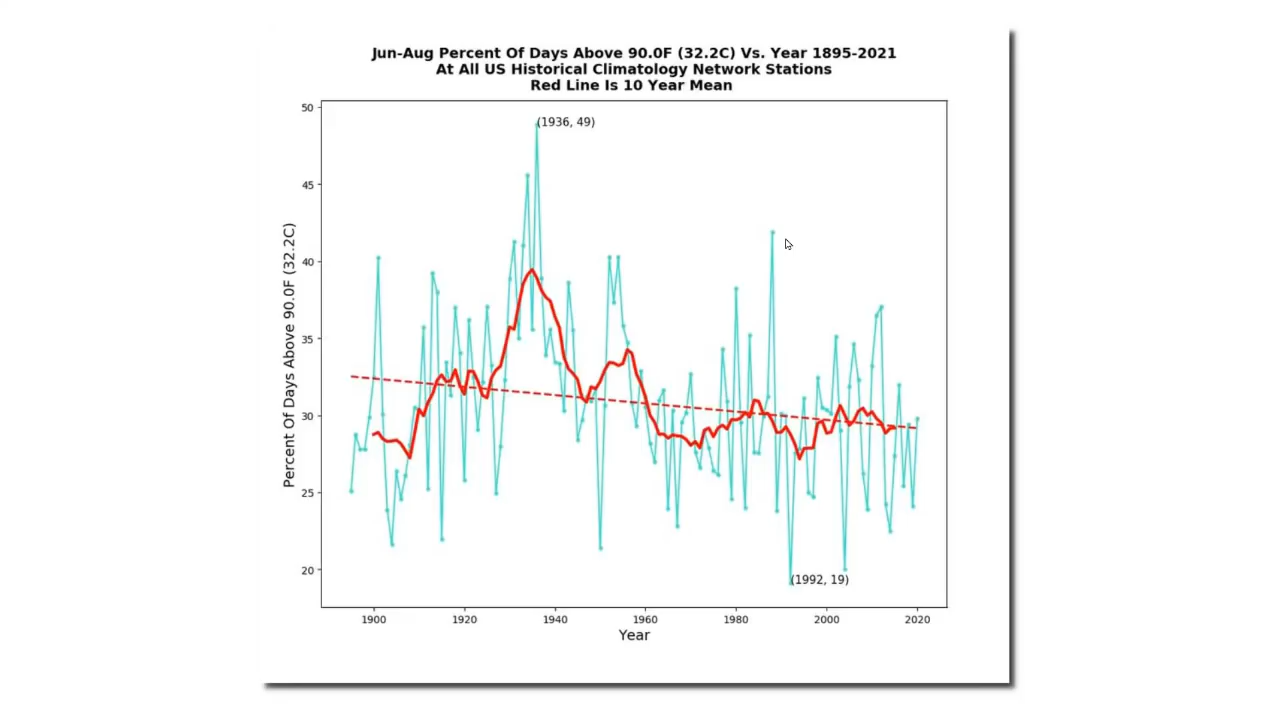 Jun-Aug Percent Of Days Above 90.0F (32.2C) Vs. Year 1895-2021
At All US Historical Climatology Network Stations
Red Line Is 10 Year Mean
50
(1936, 49)
45
40
35
30
25
20
(1992, 19)
Percent Of Days Above 90.0F (32.2C)
1900 1920 1940 1960 1980 2000 2020
Year